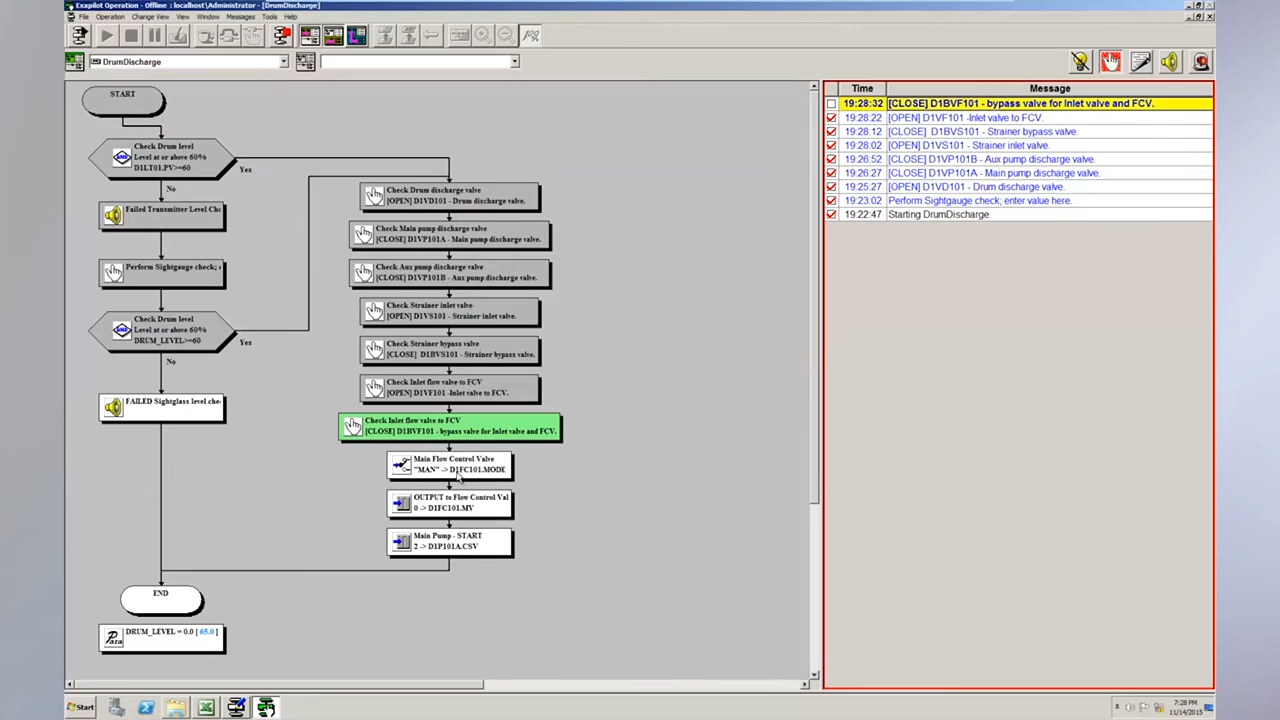 Exapilot Operation - Offline : localhost\Administrator - [DrumDischarge]
File Operation Change View View Window Messages Tools Help
DrumDischarge
START
Check Drum level
Level at or above 60%
D1LT01.PV>=60
Yes
No
Failed Transmitter Level Che
Perform Sightgauge check; e
Check Drum level
Level at or above 60%
DRUM_LEVEL>=60
Yes
No
FAILED Sightglass level che
Check Drum discharge valve
[OPEN] D1VD101 - Drum discharge valve.
Check Main pump discharge valve
[CLOSE] D1VP101A - Main pump discharge valve.
Check Aux pump discharge valve
[CLOSE] D1VP101B - Aux pump discharge valve.
Check Strainer inlet valve
[OPEN] D1VS101 - Strainer inlet valve.
Check Strainer bypass valve
[CLOSE] D1BVS101 - Strainer bypass valve.
Check Inlet flow valve to FCV
[OPEN] D1VF101 -Inlet valve to FCV.
Check Inlet flow valve to FCV
[CLOSE] D1BVF101 - bypass valve for Inlet valve and FCV.
Main Flow Control Valve
"MAN" -> D1FC101.MODE
OUTPUT to Flow Control Val
0 -> D1FC101.MV
Main Pump - START
2 -> D1P101A.CSV
END
Para DRUM_LEVEL = 0.0 [ 65.0 ]
Time Message
19:28:32 [CLOSE] D1BVF101 - bypass valve for Inlet valve and FCV.
19:28:22 [OPEN] D1VF101 -Inlet valve to FCV.
19:28:12 [CLOSE] D1BVS101 - Strainer bypass valve.
19:28:02 [OPEN] D1VS101 - Strainer inlet valve.
19:26:52 [CLOSE] D1VP101B - Aux pump discharge valve.
19:26:27 [CLOSE] D1VP101A - Main pump discharge valve.
19:25:27 [OPEN] D1VD101 - Drum discharge valve.
19:23:02 Perform Sightgauge check; enter value here.
19:22:47 Starting DrumDischarge.
Start
7:28 PM
11/14/2015